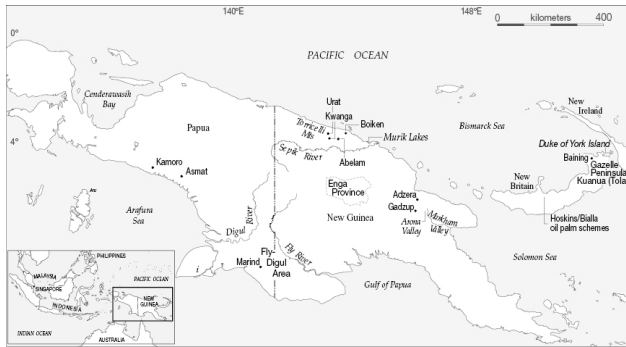 140°E
148°E
0 kilometers 400
0°
PACIFIC OCEAN
Cenderawasih
Bay
Urat
Kwanga
Boiken
Torricelli
Mts
Murik Lakes
Bismarck Sea
New
Ireland
Papua
4°
Sepik River
Abelam
Duke of York Island
Baining
Gazelle
Peninsula
Kuanua (Tola
Kamoro
Asmat
Enga
Province
New
Britain
Adzera
Gadzup
Arona
Valley
Markham
Valley
New Guinea
Hoskins/Bialla
oil palm schemes
Aru
Arafura
Sea
Digul
River
Fly River
Solomon Sea
Fly-
Digul
Area
Marind
Gulf of Papua
PHILIPPINES
PACIFIC OCEAN
MALAYSIA
SINGAPORE
INDONESIA
NEW
GUINEA
INDIAN OCEAN
AUSTRALIA